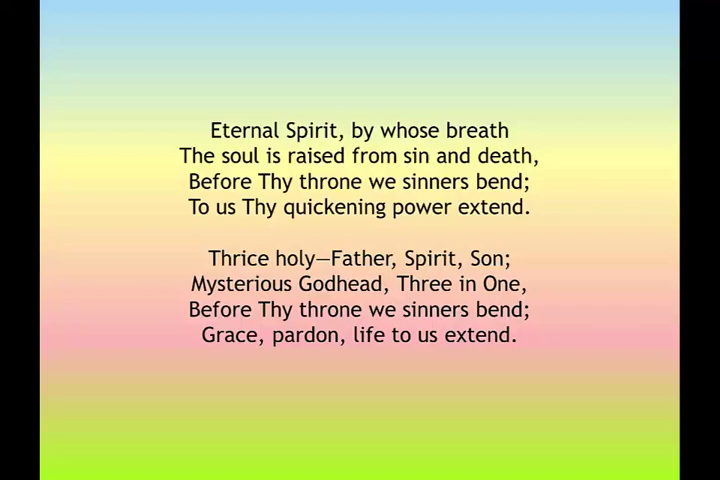 Eternal Spirit, by whose breath
The soul is raised from sin and death,
Before Thy throne we sinners bend;
To us Thy quickening power extend.
Thrice holy—Father, Spirit, Son;
Mysterious Godhead, Three in One,
Before Thy throne we sinners bend;
Grace, pardon, life to us extend.